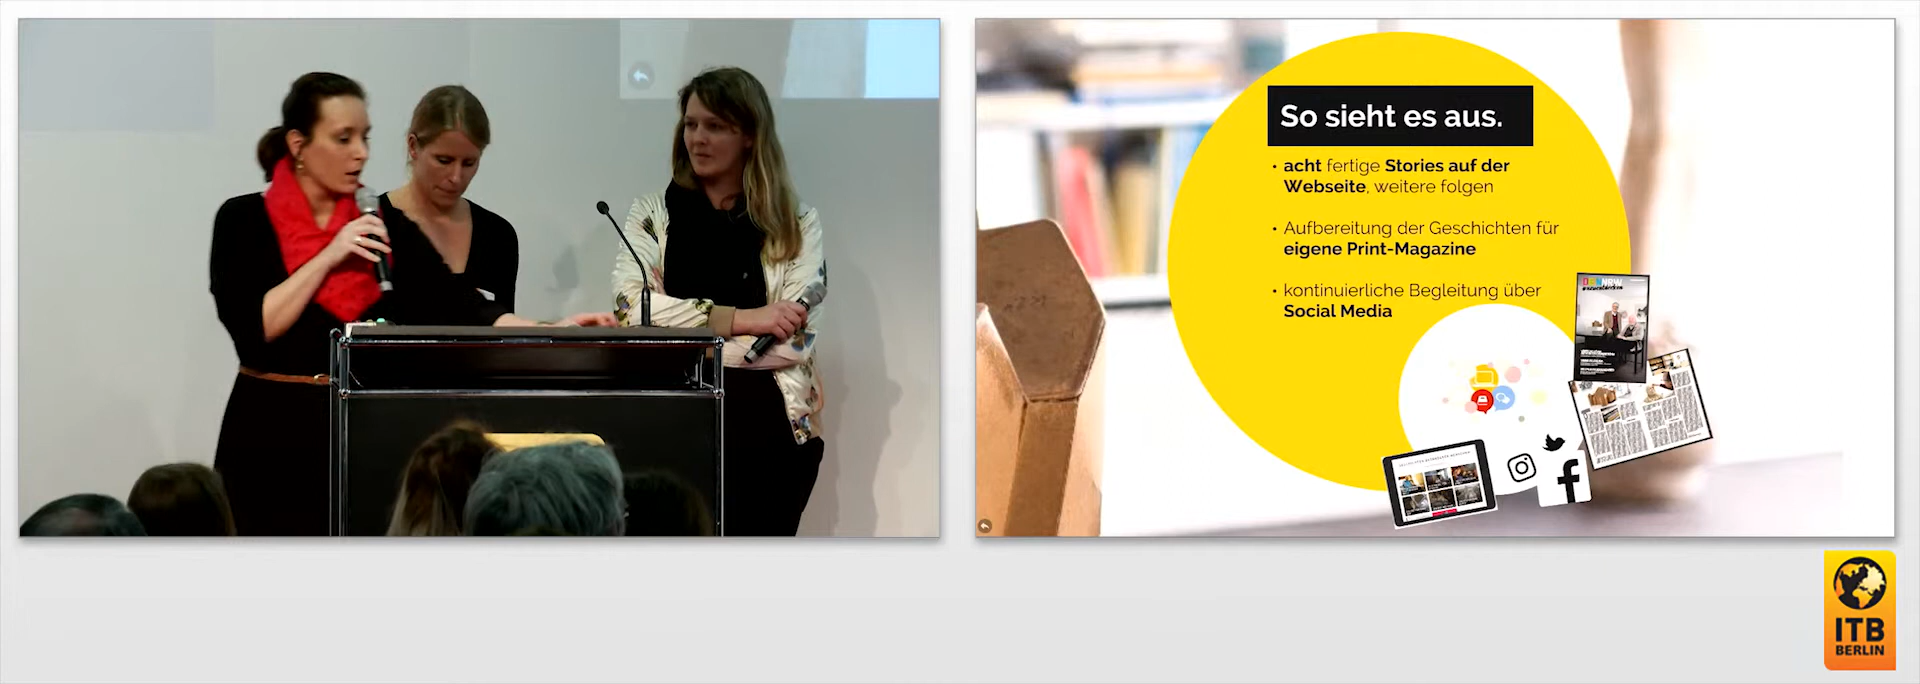 So sieht es aus.
• acht fertige Stories auf der
Webseite, weitere folgen
• Aufbereitung der Geschichten für
eigene Print-Magazine
• kontinuierliche Begleitung über
Social Media
ITB
BERLIN